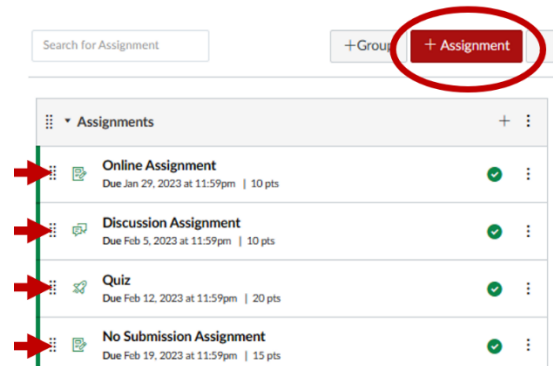 Search for Assignment
+Group
+ Assignment
Assignments
Online Assignment
Due Jan 29, 2023 at 11:59pm | 10 pts
Discussion Assignment
Due Feb 5, 2023 at 11:59pm | 10 pts
Quiz
Due Feb 12, 2023 at 11:59pm | 20 pts
No Submission Assignment
Due Feb 19, 2023 at 11:59pm | 15 pts